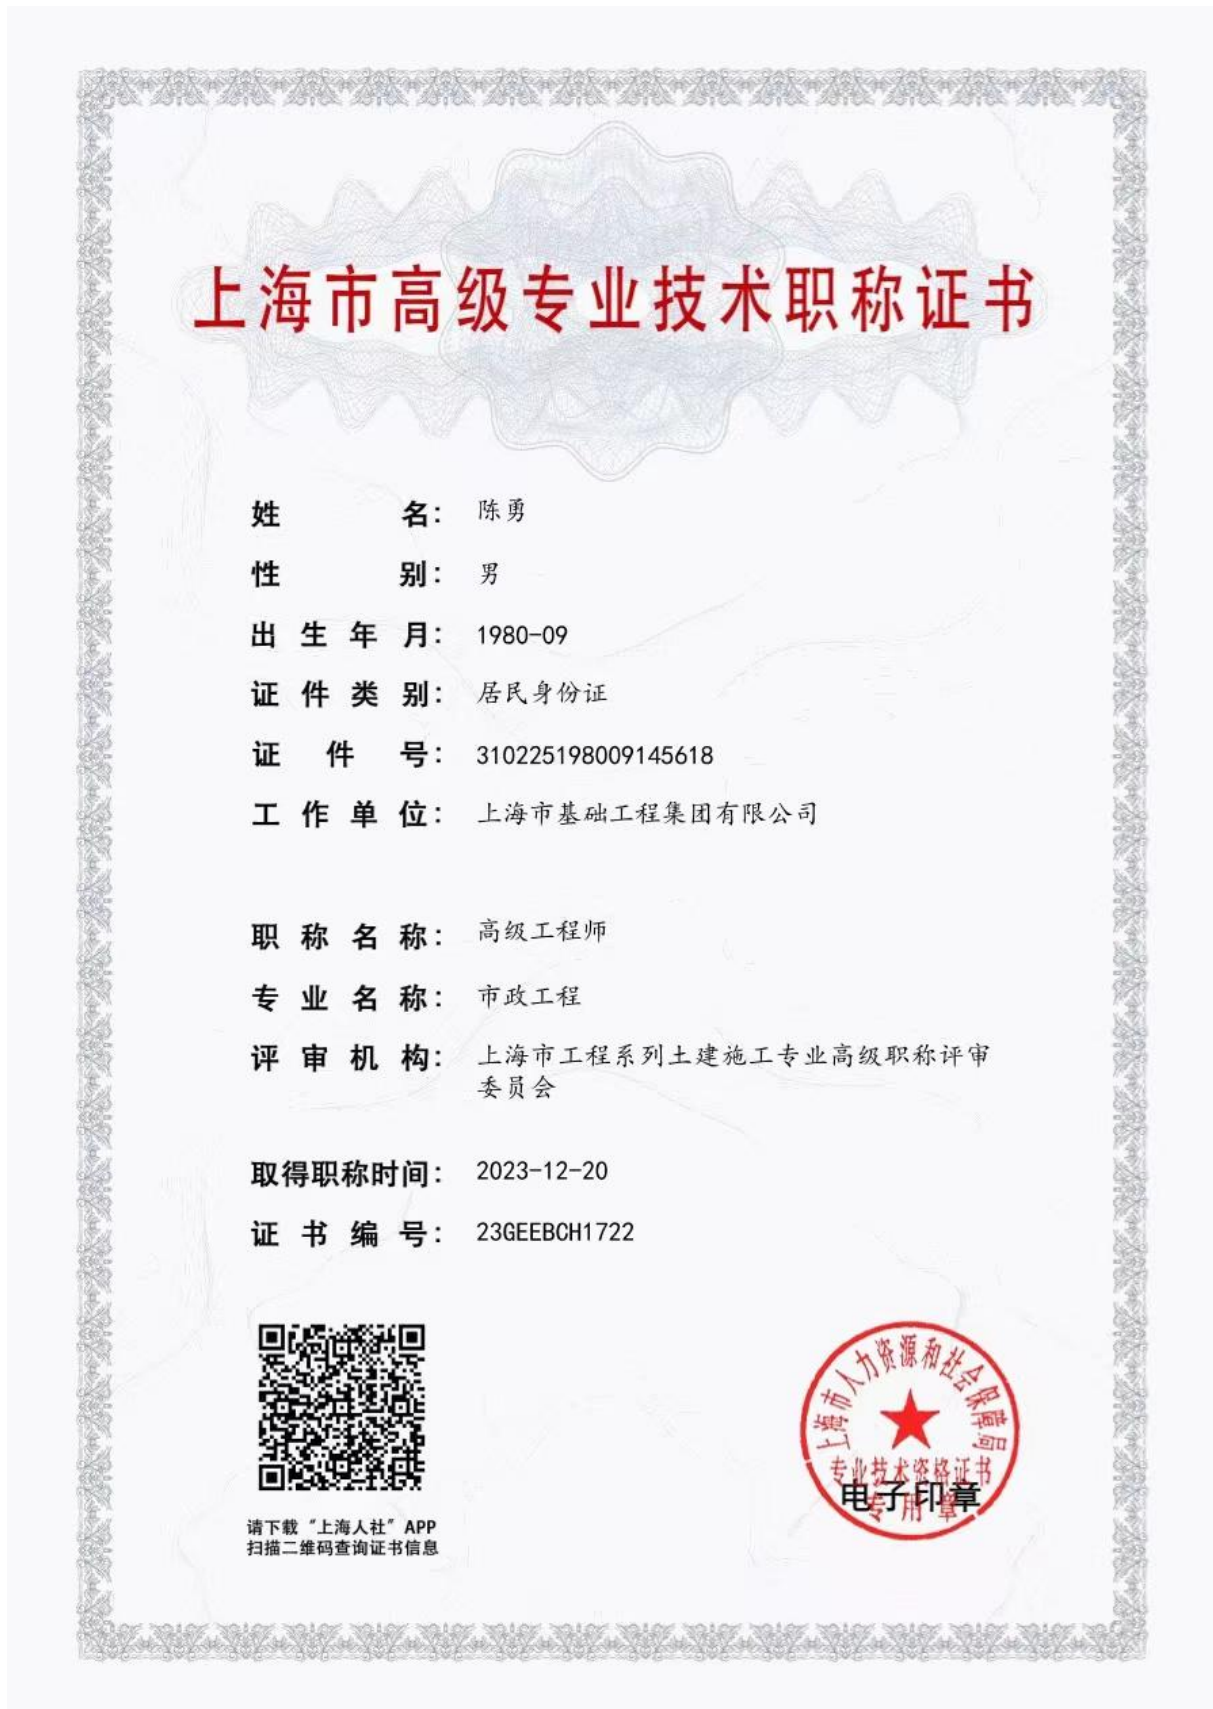 上海市高级专业技术职称证书
姓名：陈勇
性别：男
出生年月：1980-09
证件类别：居民身份证
证件号：310225198009145618
工作单位：上海市基础工程集团有限公司
职称名称：高级工程师
专业名称：市政工程
评审机构：上海市工程系列土建施工专业高级职称评审
委员会
取得职称时间：2023-12-20
证书编号：23GEEBCH1722
请下载“上海人社”APP
扫描二维码查询证书信息
上海市人力资源和社会保障局
专业技术资格证书
电子印章
专用章